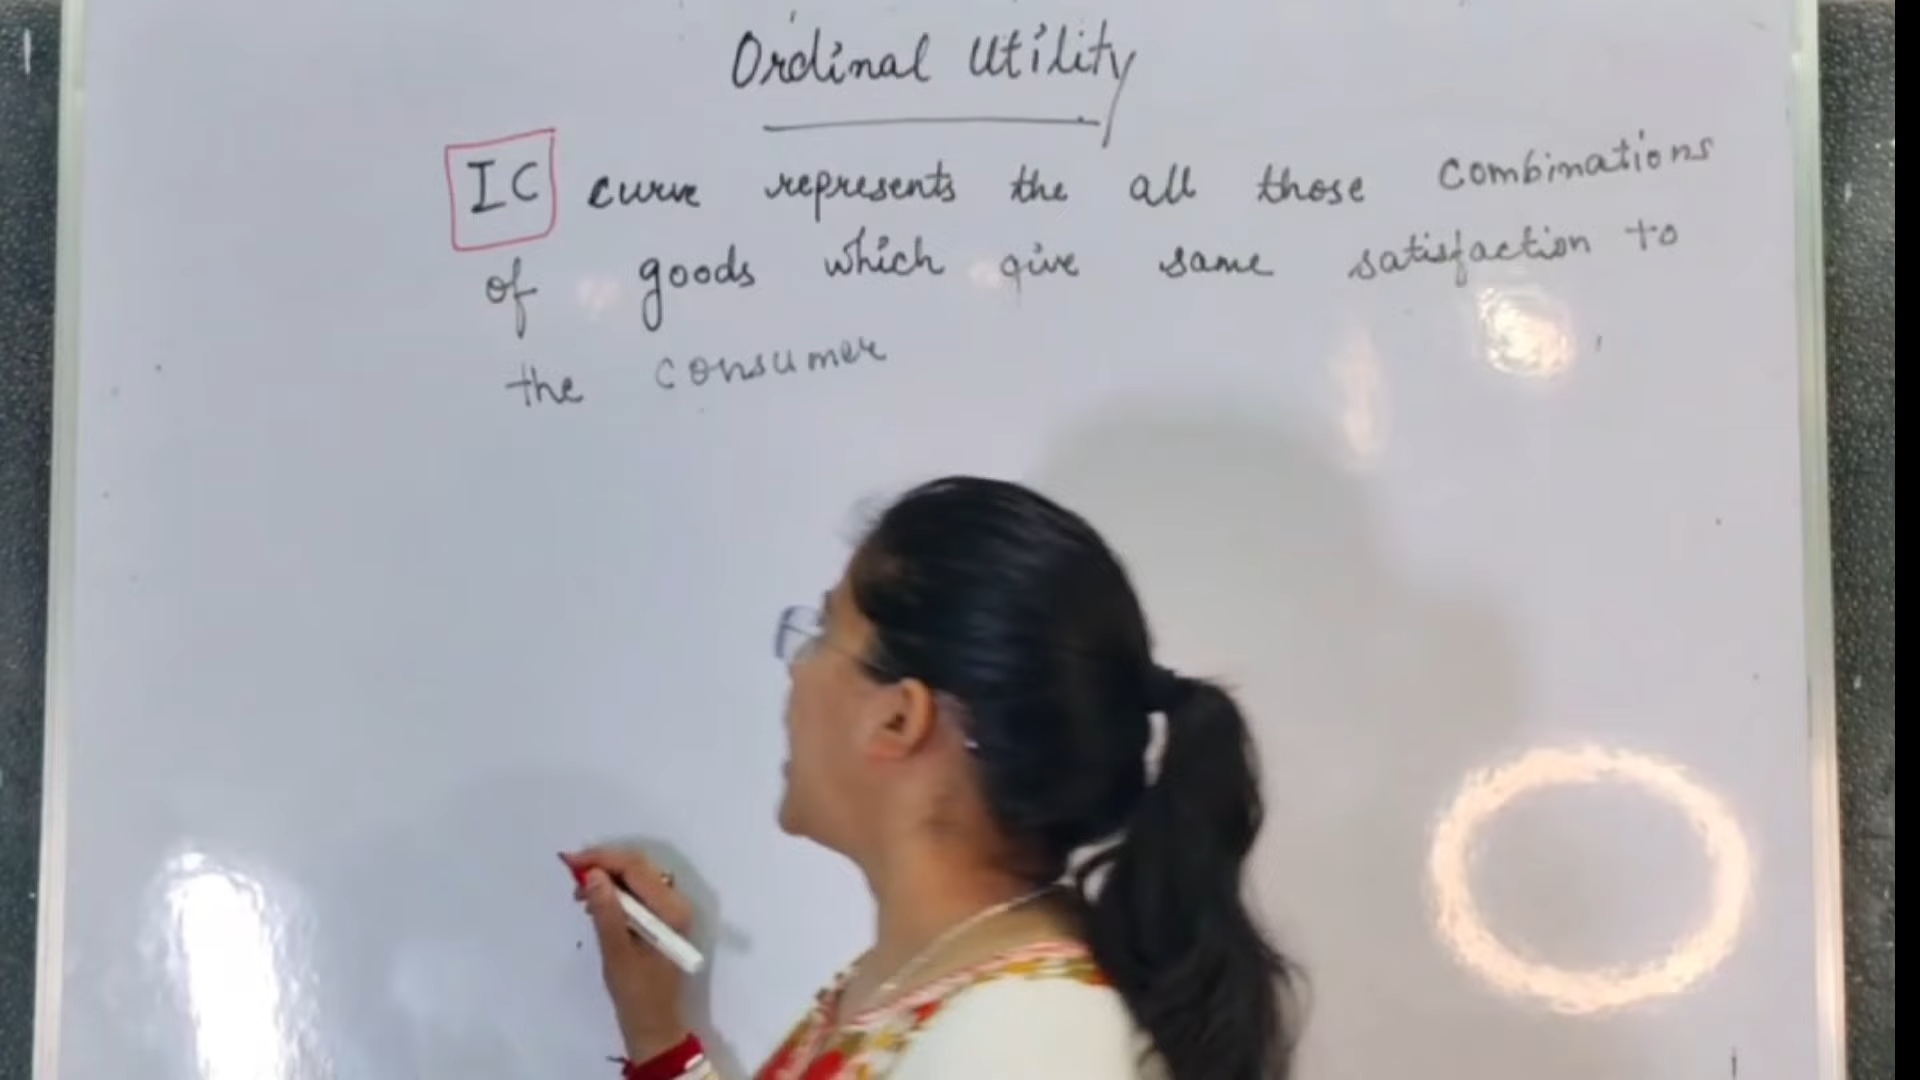 Ordinal Utility
IC curve represents the all those combinations
of goods which give same satisfaction to
the consumer